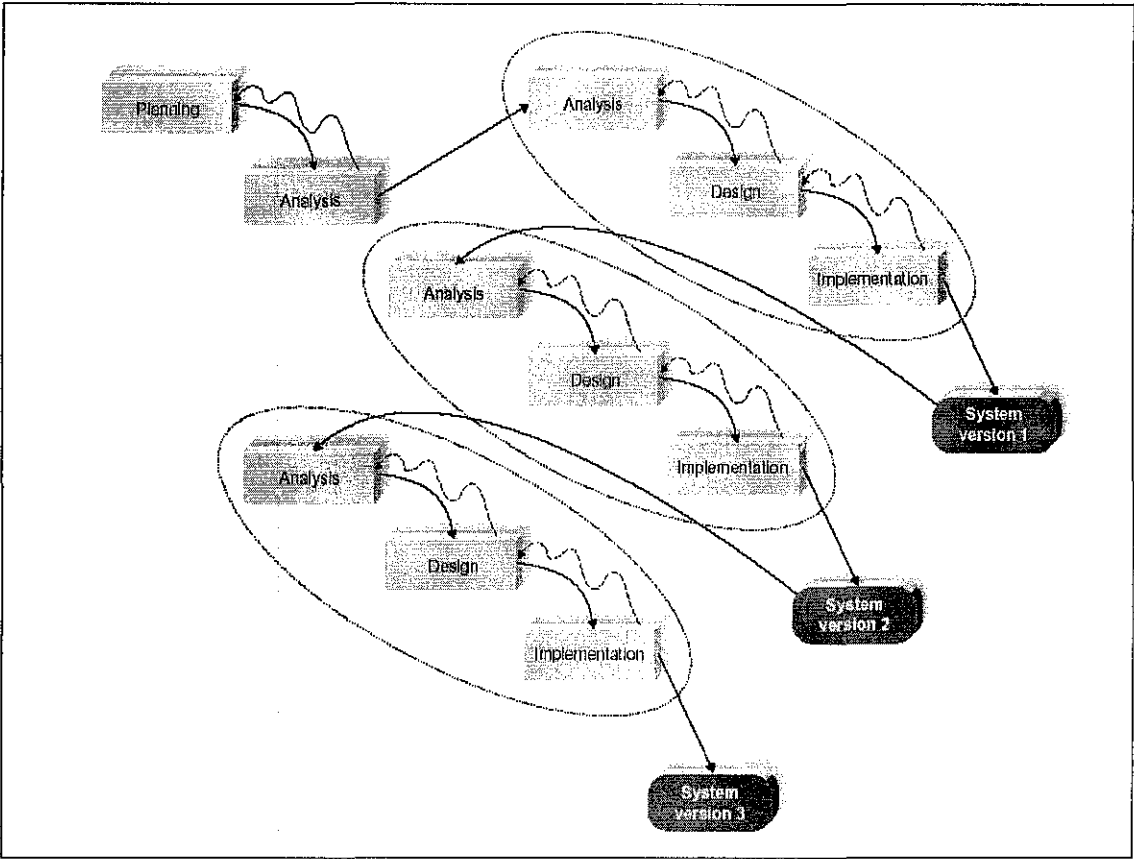 Planning
Analysis
Analysis
Design
Implementation
System
version 1
Analysis
Design
Implementation
System
version 2
Analysis
Design
Implementation
System
version 3